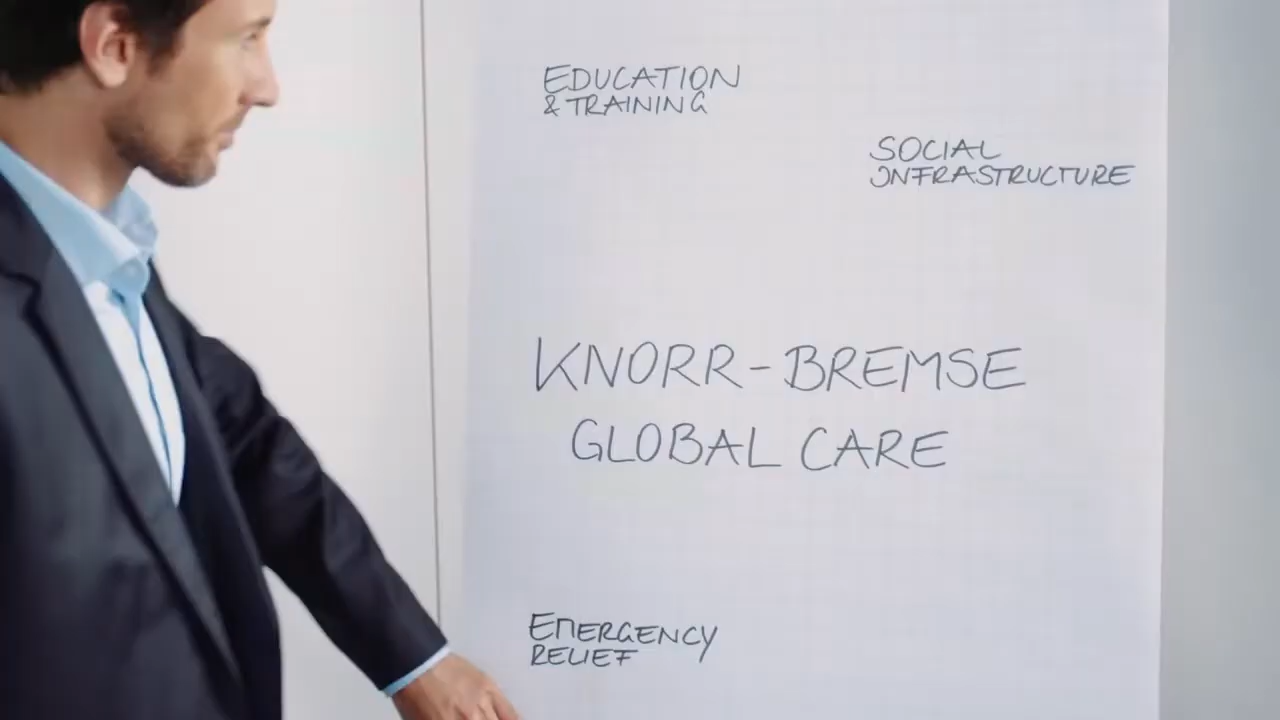 EDUCATION
& TRAINING
SOCIAL
INFRASTRUCTURE
KNORR-BREMSE
GLOBAL CARE
EMERGENCY
RELIEF